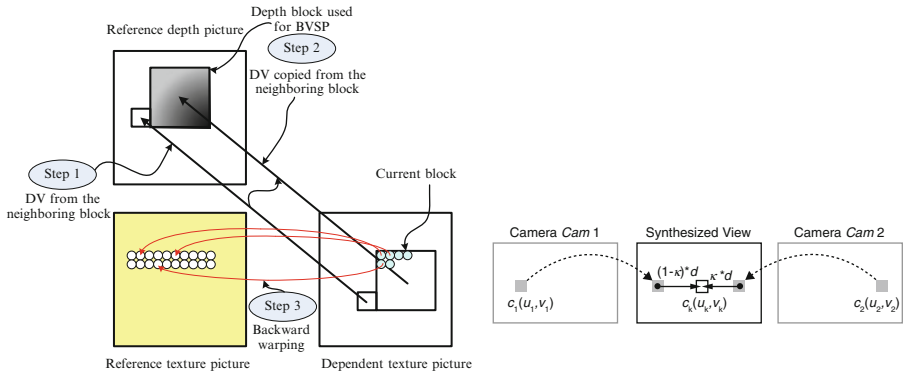 Depth block used
for BVSP
Reference depth picture
Step 2
DV copied from the
neighboring block
Step 1
DV from the
neighboring block
Current block
Step 3
Backward
warping
Reference texture picture
Dependent texture picture
Camera Cam 1
Synthesized View
Camera Cam 2
(1-κ)*d
κ*d
c₁(u₁,v₁)
cₖ(uₖ,vₖ)
c₂(u₂,v₂)